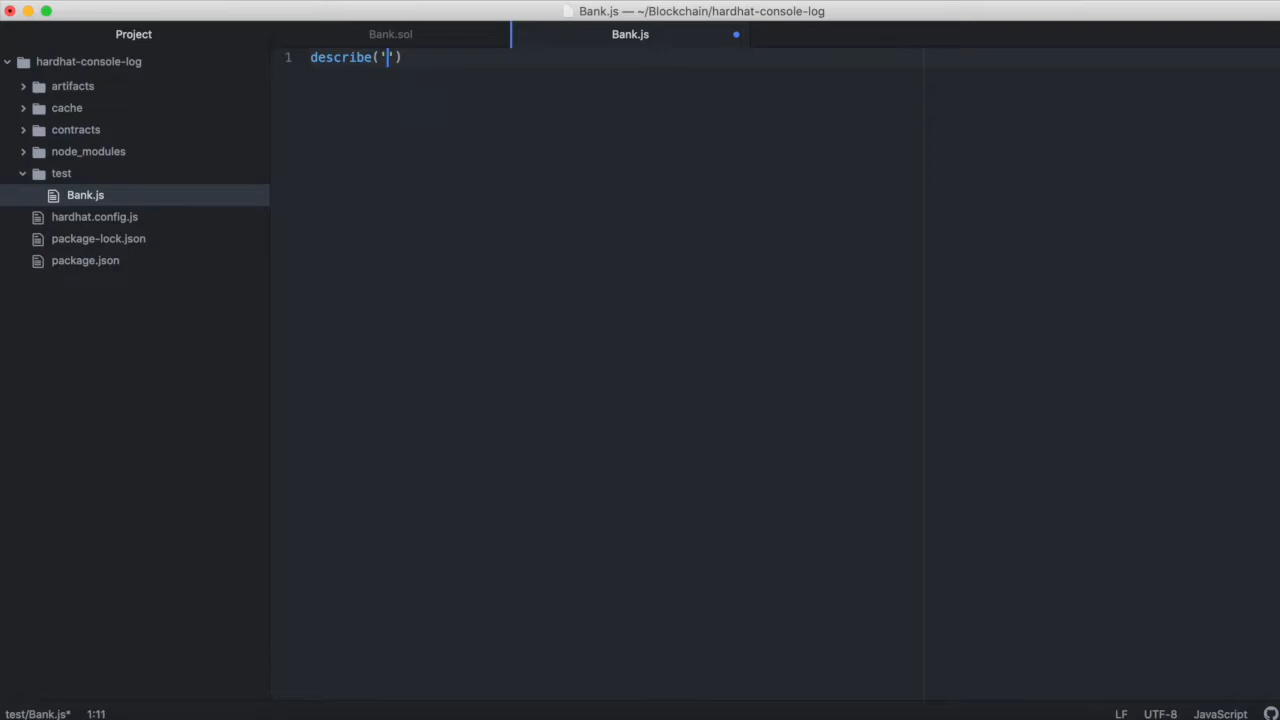 Bank.js — ~/Blockchain/hardhat-console-log
Project
Bank.sol
Bank.js
hardhat-console-log
artifacts
cache
contracts
node_modules
test
Bank.js
hardhat.config.js
package-lock.json
package.json
1 describe('')
test/Bank.js* 1:11
LF UTF-8 JavaScript